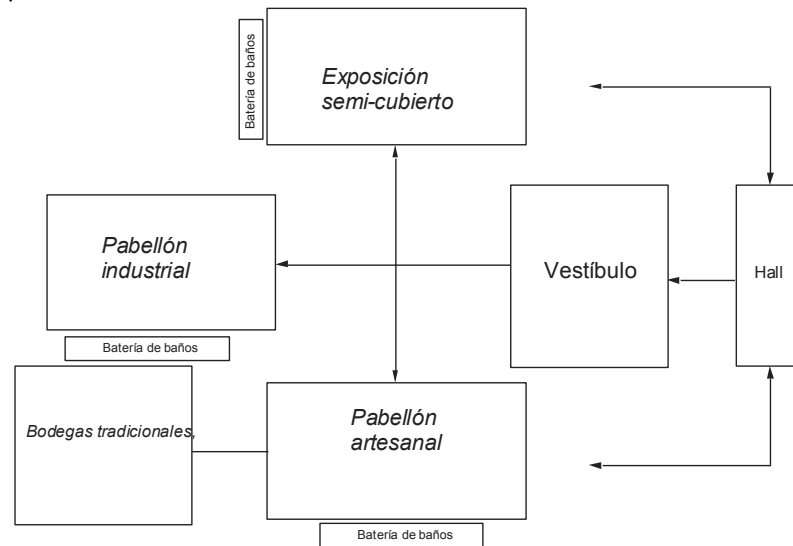 Batería de baños
Exposición
semi-cubierto
Pabellón
industrial
Vestíbulo
Hall
Batería de baños
Bodegas tradicionales,
Pabellón
artesanal
Batería de baños